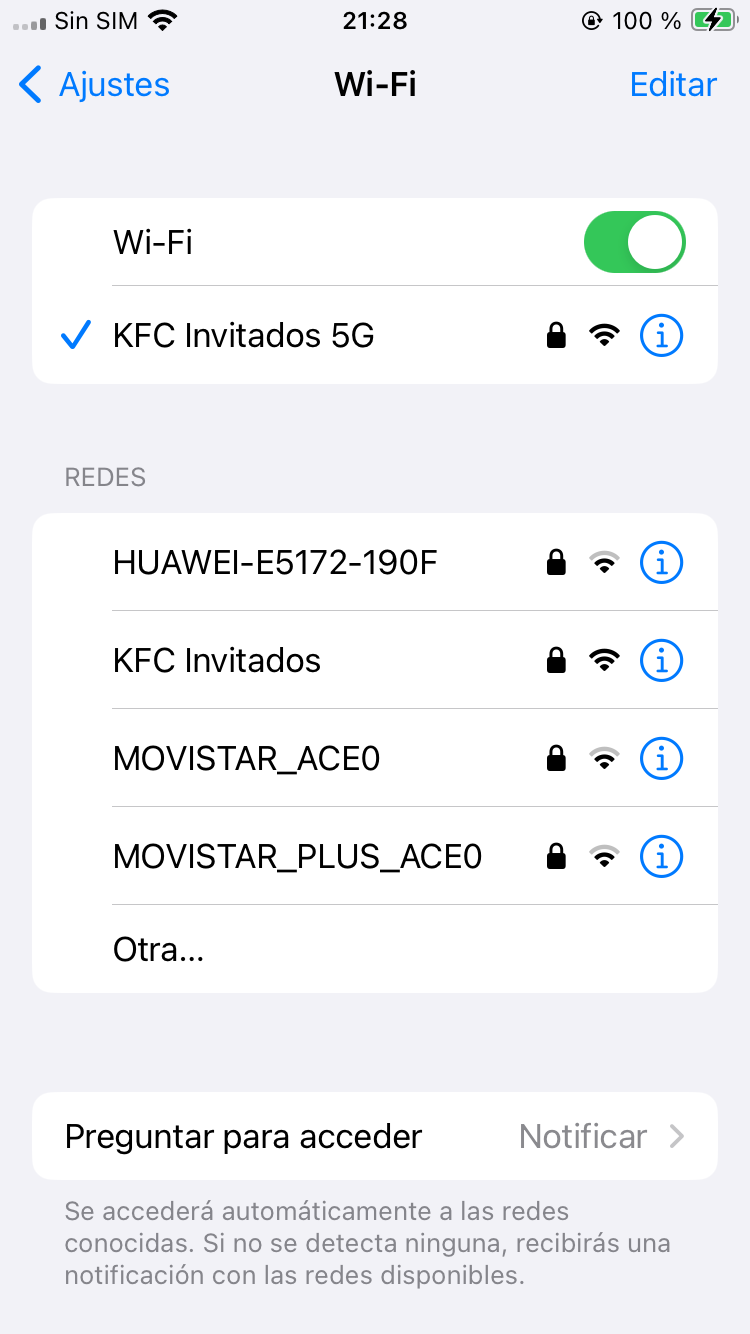 Sin SIM 21:28 100 %
Ajustes Wi-Fi Editar
Wi-Fi
KFC Invitados 5G
REDES
HUAWEI-E5172-190F
KFC Invitados
MOVISTAR_ACE0
MOVISTAR_PLUS_ACE0
Otra...
Preguntar para acceder Notificar
Se accederá automáticamente a las redes
conocidas. Si no se detecta ninguna, recibirás una
notificación con las redes disponibles.